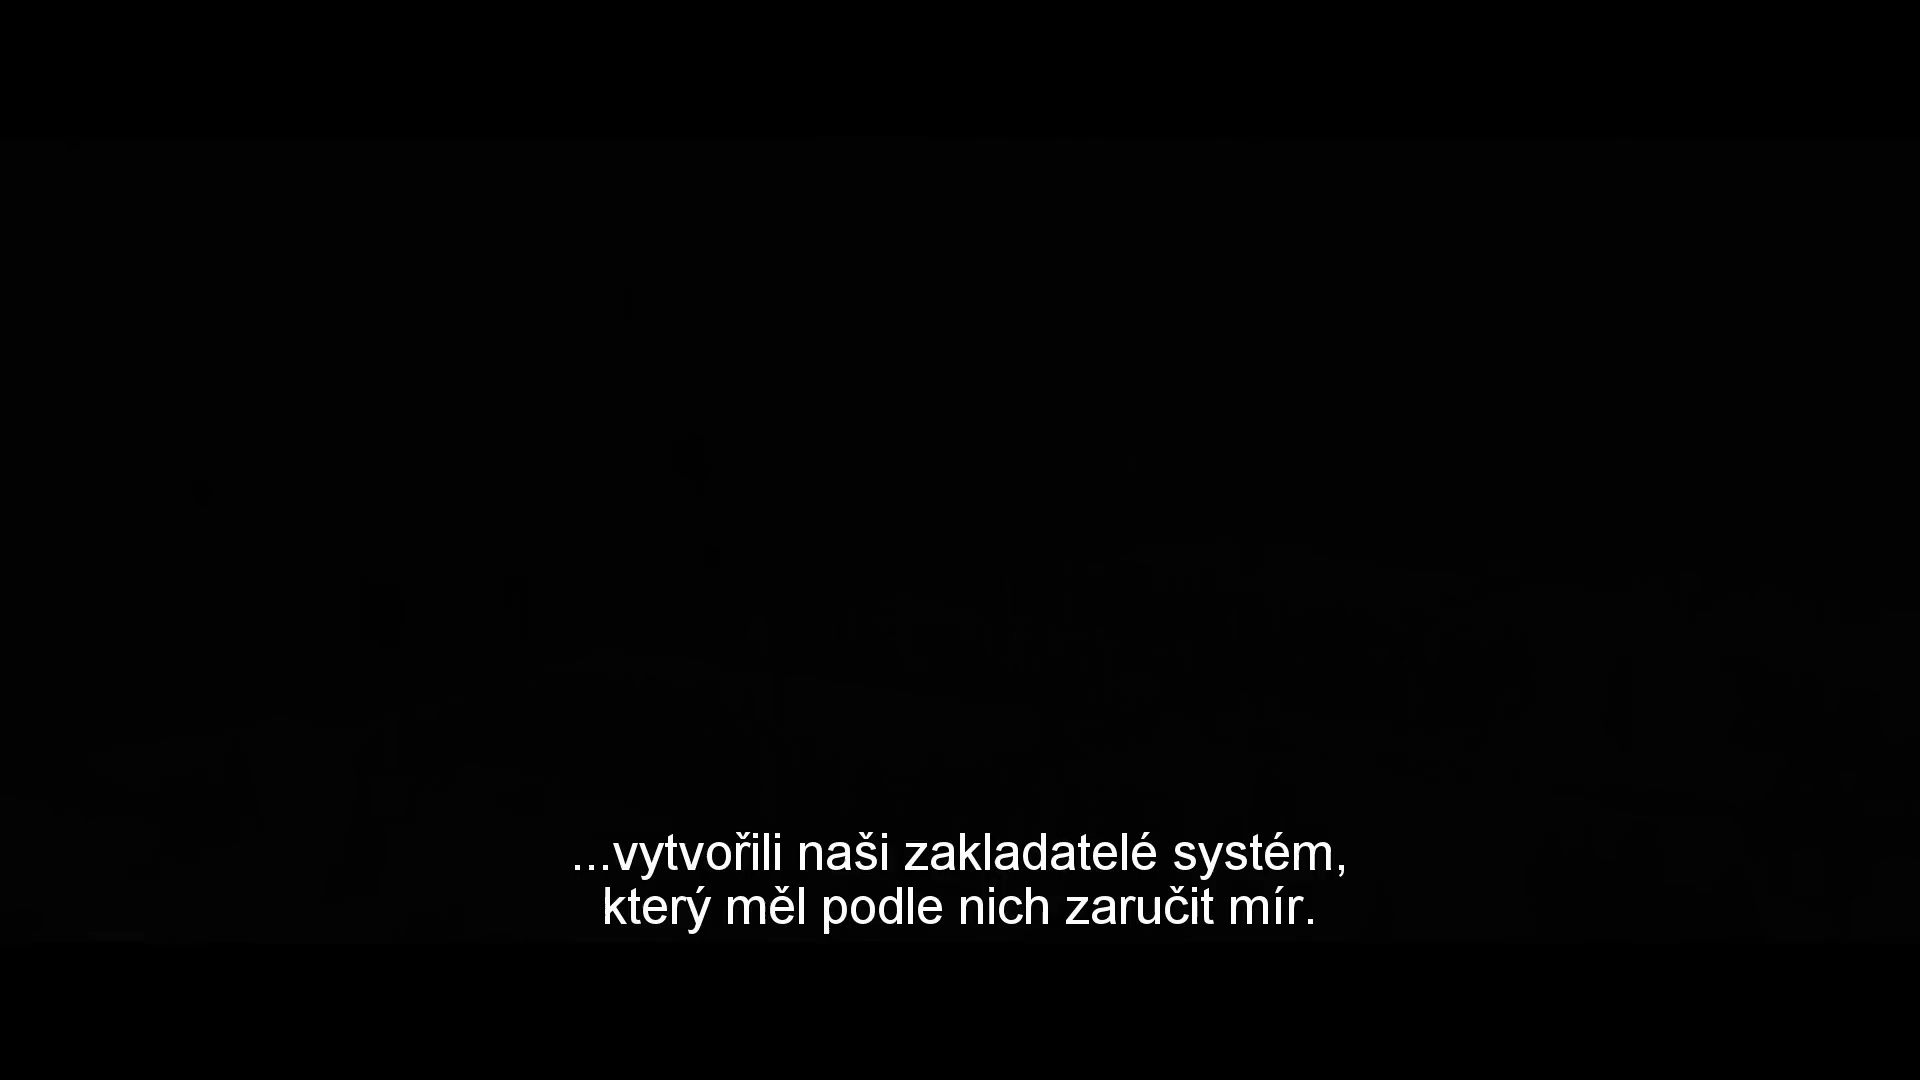 ...vytvořili naši zakladatelé systém,
který měl podle nich zaručit mír.